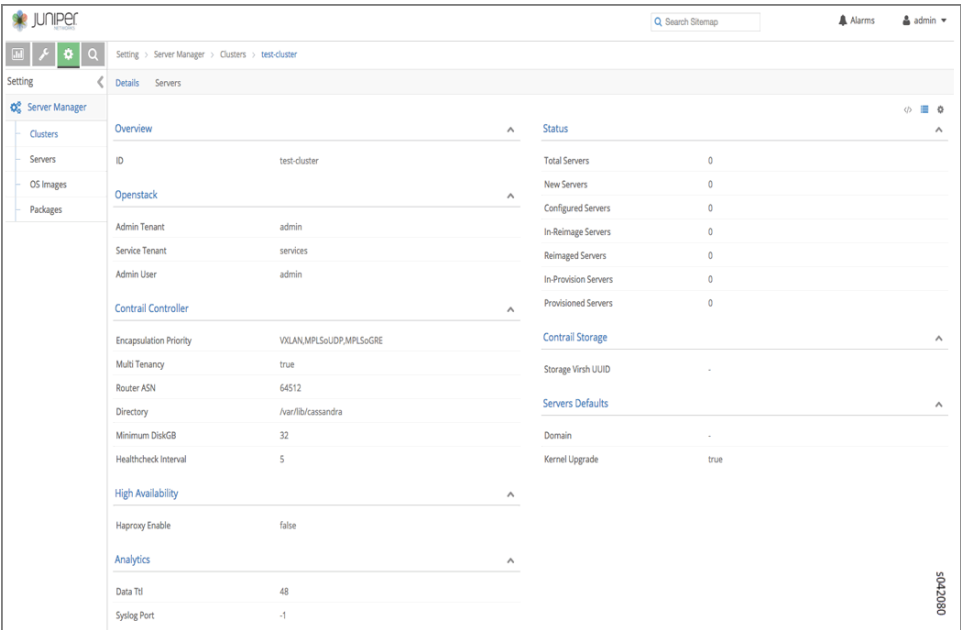 JUNIPER
NETWORKS
Search Sitemap
Alarms
admin
Setting > Server Manager > Clusters > test-cluster
Setting
Details Servers
Server Manager
Clusters
Servers
OS Images
Packages
Overview
ID test-cluster
Openstack
Admin Tenant admin
Service Tenant services
Admin User admin
Contrail Controller
Encapsulation Priority VXLAN,MPLSoUDP,MPLSoGRE
Multi Tenancy true
Router ASN 64512
Directory /var/lib/cassandra
Minimum DiskGB 32
Healthcheck Interval 5
High Availability
Haproxy Enable false
Analytics
Data Ttl 48
Syslog Port -1
</> 
Status
Total Servers 0
New Servers 0
Configured Servers 0
In-Reimage Servers 0
Reimaged Servers 0
In-Provision Servers 0
Provisioned Servers 0
Contrail Storage
Storage Virsh UUID -
Servers Defaults
Domain -
Kernel Upgrade true
s042080